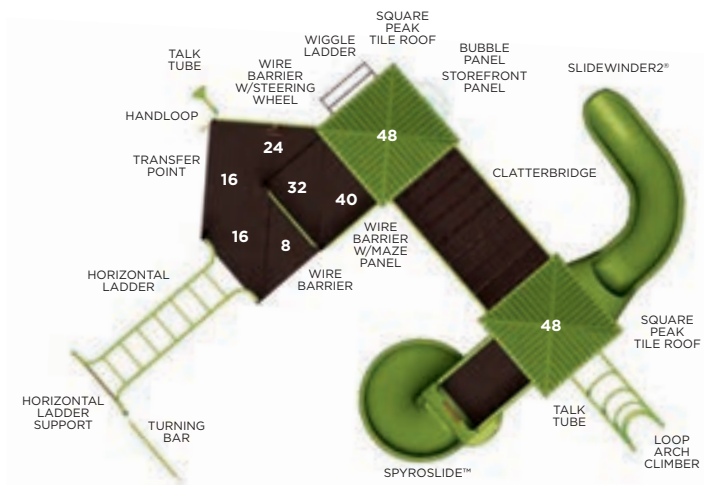 SQUARE
PEAK
TILE ROOF
WIGGLE
LADDER
BUBBLE
PANEL
STOREFRONT
PANEL
TALK
TUBE
WIRE
BARRIER
W/STEERING
WHEEL
SLIDEWINDER2®
HANDLOOP
TRANSFER
POINT
24
16
32
40
48
16
8
CLATTERBRIDGE
WIRE
BARRIER
W/MAZE
PANEL
WIRE
BARRIER
HORIZONTAL
LADDER
48
SQUARE
PEAK
TILE ROOF
HORIZONTAL
LADDER
SUPPORT
TURNING
BAR
TALK
TUBE
LOOP
ARCH
CLIMBER
SPYROSLIDE™